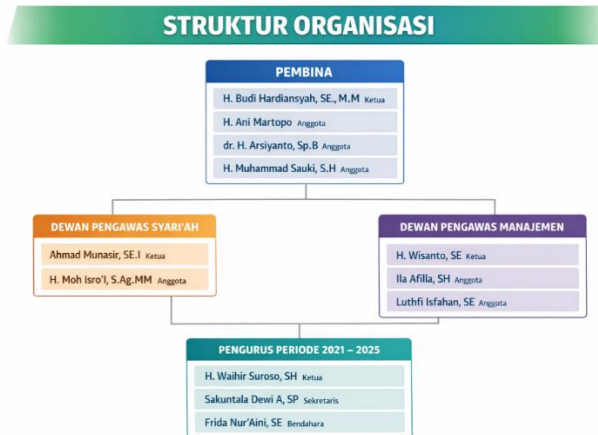 STRUKTUR ORGANISASI
PEMBINA
H. Budi Hardiansyah, SE., M.M Ketua
H. Ani Martopo Anggota
dr. H. Arsiyanto, Sp.B Anggota
H. Muhammad Sauki, S.H Anggota
DEWAN PENGAWAS SYARI'AH
Ahmad Munasir, SE.I Ketua
H. Moh Isro'I, S.Ag.MM Anggota
DEWAN PENGAWAS MANAJEMEN
H. Wisanto, SE Ketua
Ila Afilla, SH Anggota
Luthfi Isfahan, SE Anggota
PENGURUS PERIODE 2021 – 2025
H. Waihir Suroso, SH Ketua
Sakuntala Dewi A, SP Sekretaris
Frida Nur'Aini, SE Bendahara